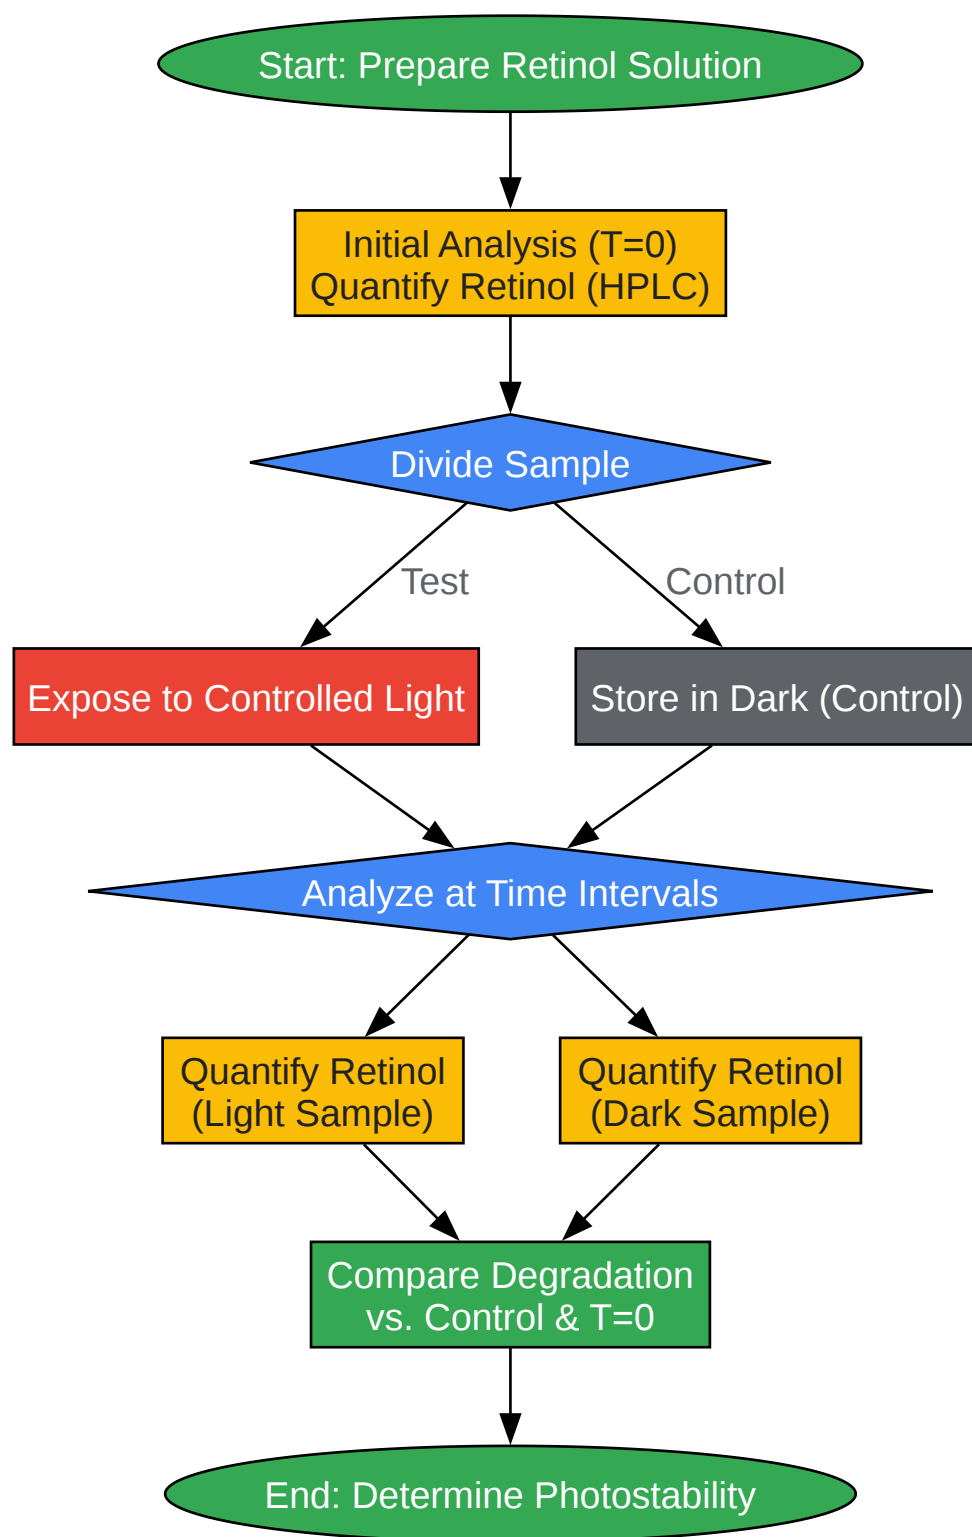 Start: Prepare Retinol Solution
Initial Analysis (T=0)
Quantify Retinol (HPLC)
Divide Sample
Test
Control
Expose to Controlled Light
Store in Dark (Control)
Analyze at Time Intervals
Quantify Retinol
(Light Sample)
Quantify Retinol
(Dark Sample)
Compare Degradation
vs. Control & T=0
End: Determine Photostability